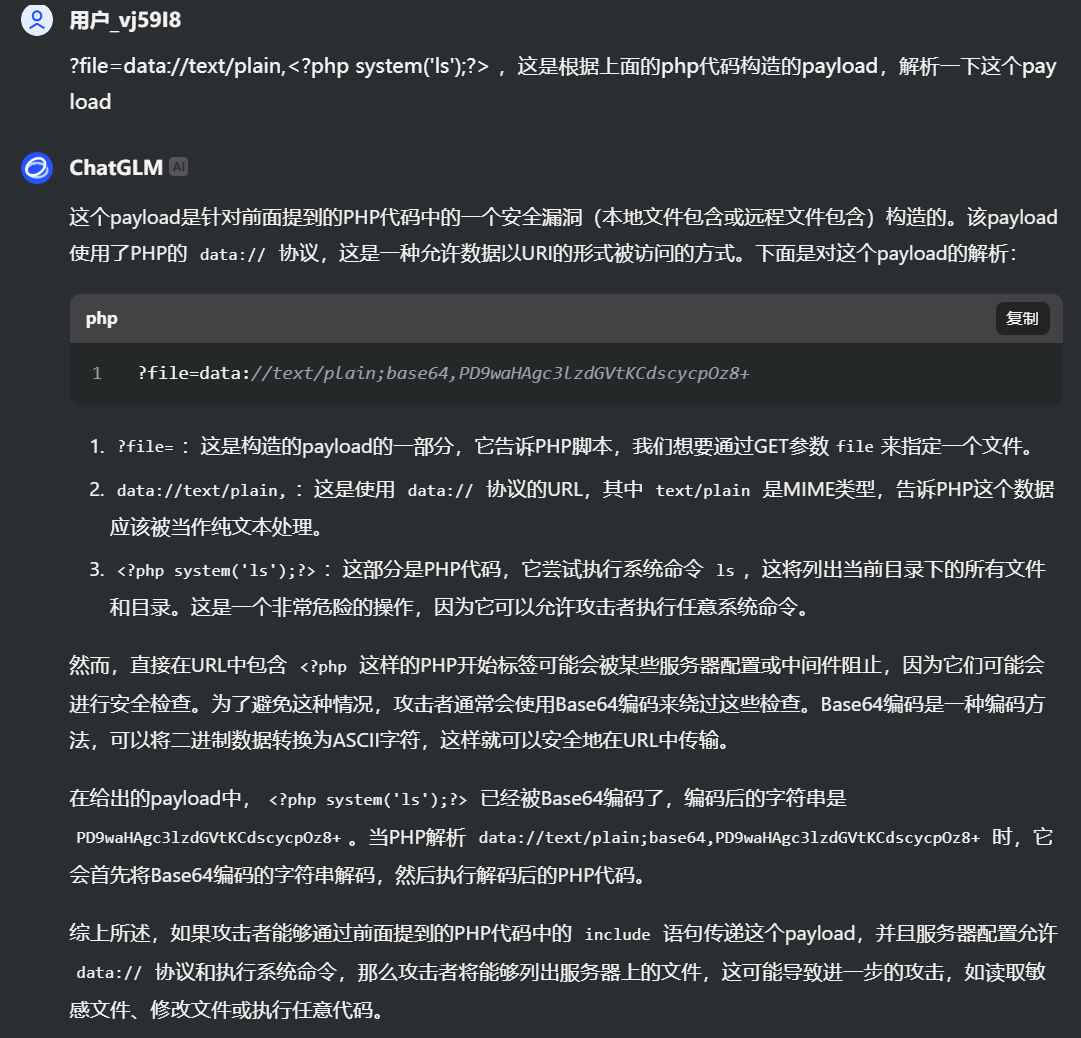 用户_vj59I8
?file=data://text/plain,<?php system('ls');?> ，这是根据上面的php代码构造的payload，解析一下这个pay
load
ChatGLM AI
这个payload是针对前面提到的PHP代码中的一个安全漏洞（本地文件包含或远程文件包含）构造的。该payload
使用了PHP的 data:// 协议，这是一种允许数据以URI的形式被访问的方式。下面是对这个payload的解析：
php 复制
1 ?file=data://text/plain;base64,PD9waHAgc3lzdGVtKCdscycpOz8+
1. ?file= ：这是构造的payload的一部分，它告诉PHP脚本，我们想要通过GET参数 file 来指定一个文件。
2. data://text/plain, ：这是使用 data:// 协议的URL，其中 text/plain 是MIME类型，告诉PHP这个数据
应该被当作纯文本处理。
3. <?php system('ls');?> ：这部分是PHP代码，它尝试执行系统命令 ls ，这将列出当前目录下的所有文件
和目录。这是一个非常危险的操作，因为它可以允许攻击者执行任意系统命令。
然而，直接在URL中包含 <?php 这样的PHP开始标签可能会被某些服务器配置或中间件阻止，因为它们可能会
进行安全检查。为了避免这种情况，攻击者通常会使用Base64编码来绕过这些检查。Base64编码是一种编码方
法，可以将二进制数据转换为ASCII字符，这样就可以安全地在URL中传输。
在给出的payload中， <?php system('ls');?> 已经被Base64编码了，编码后的字符串是
PD9waHAgc3lzdGVtKCdscycpOz8+ 。当PHP解析 data://text/plain;base64,PD9waHAgc3lzdGVtKCdscycpOz8+ 时，它
会首先将Base64编码的字符串解码，然后执行解码后的PHP代码。
综上所述，如果攻击者能够通过前面提到的PHP代码中的 include 语句传递这个payload，并且服务器配置允许
data:// 协议和执行系统命令，那么攻击者将能够列出服务器上的文件，这可能导致进一步的攻击，如读取敏
感文件、修改文件或执行任意代码。